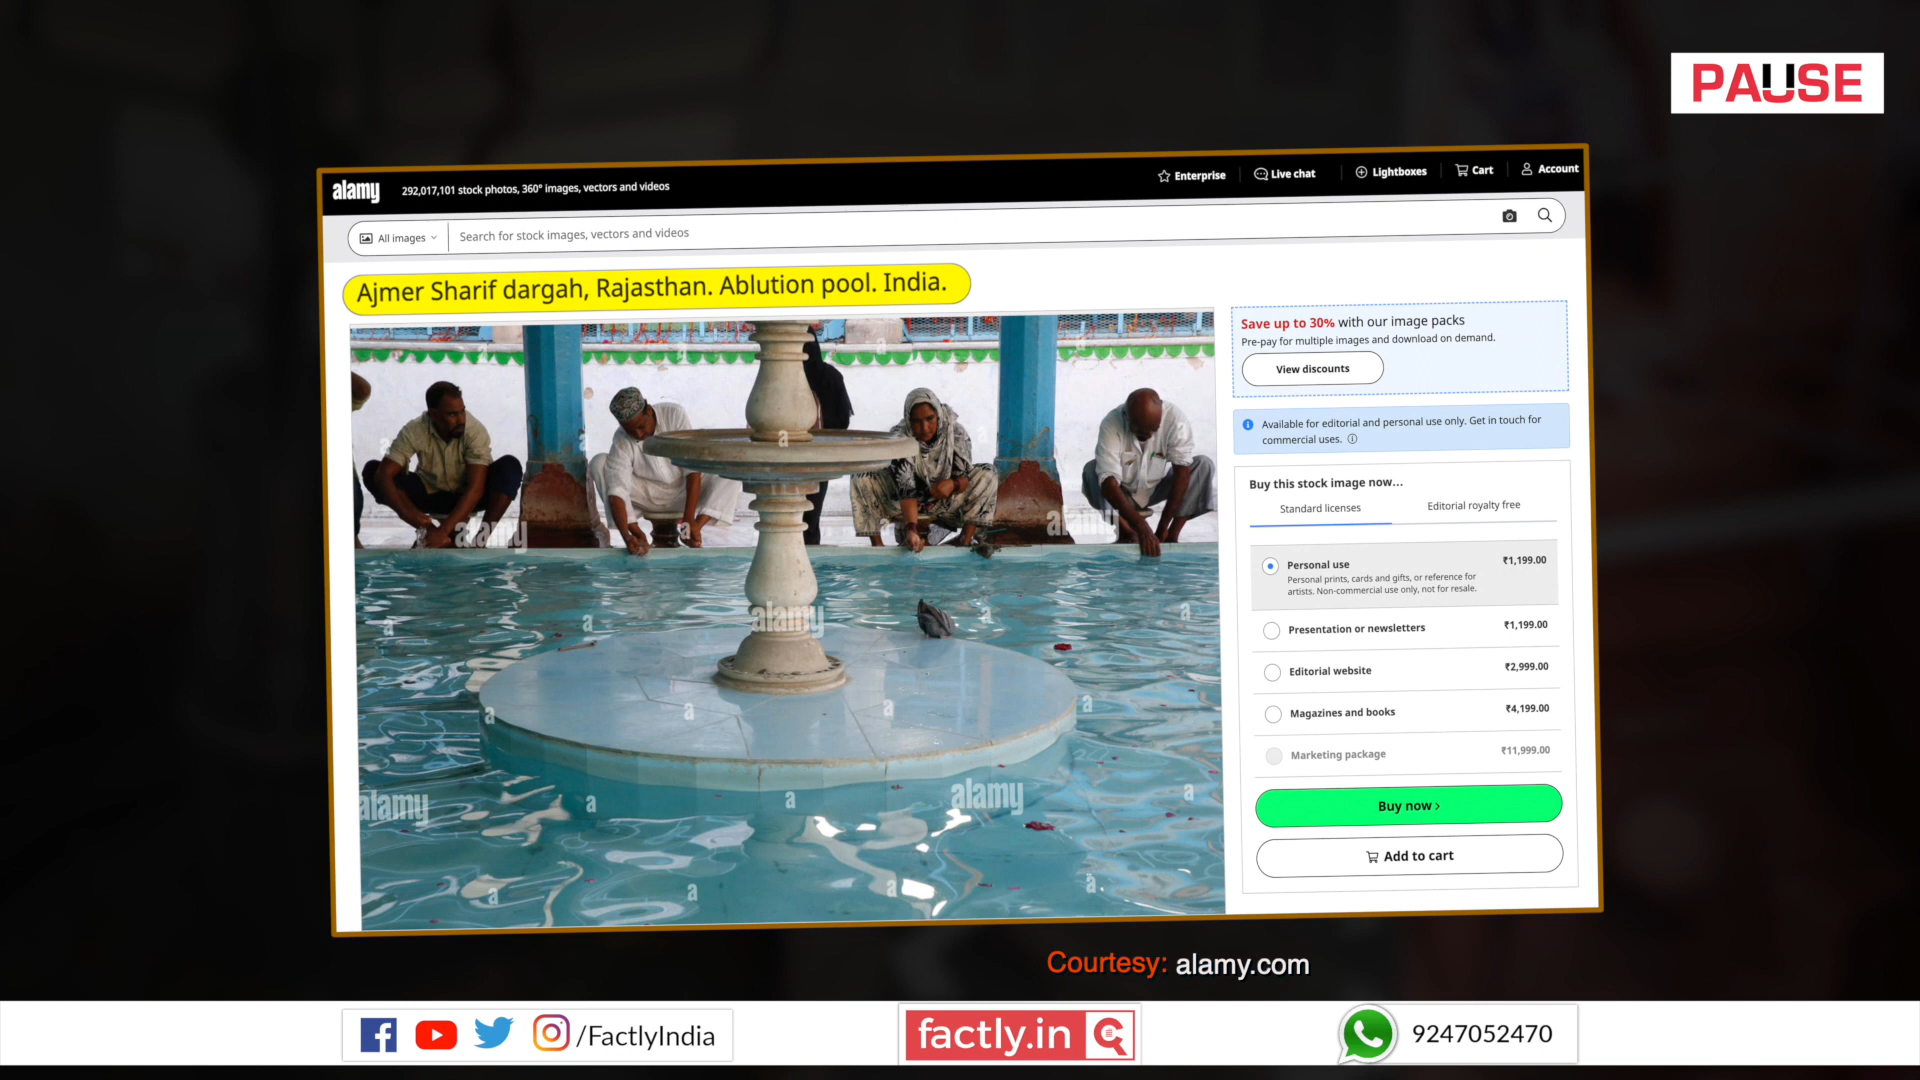 PAUSE
alamy
292,017,101 stock photos, 360° images, vectors and videos
Enterprise
Live chat
Lightboxes
Cart
Account
All images
Search for stock images, vectors and videos
Ajmer Sharif dargah, Rajasthan. Ablution pool. India.
Save up to 30% with our image packs
Pre-pay for multiple images and download on demand.
View discounts
Available for editorial and personal use only. Get in touch for
commercial uses.
Buy this stock image now...
Standard licenses
Editorial royalty free
Personal use
₹1,199.00
Personal prints, cards and gifts, or reference for
artists. Non-commercial use only, not for resale.
Presentation or newsletters
₹1,199.00
Editorial website
₹2,999.00
Magazines and books
₹4,199.00
Marketing package
₹11,999.00
Buy now ›
Add to cart
alamy
alamy
alamy
alamy
alamy
Courtesy: alamy.com
/FactlyIndia
factly.in
9247052470